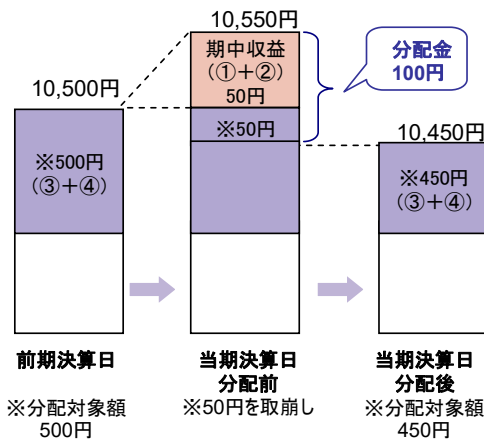 10,550円
期中収益
(①+②)
50円
分配金
100円
10,500円
※50円
10,450円
※500円
(③+④)
※450円
(③+④)
前期決算日
当期決算日
分配前
当期決算日
分配後
※分配対象額
500円
※50円を取崩し
※分配対象額
450円